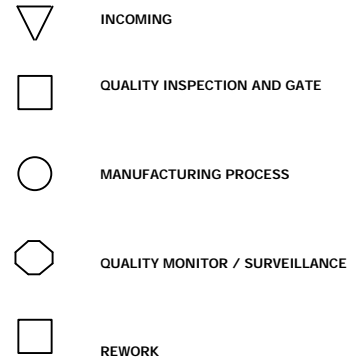 INCOMING
QUALITY INSPECTION AND GATE
MANUFACTURING PROCESS
QUALITY MONITOR / SURVEILLANCE
REWORK